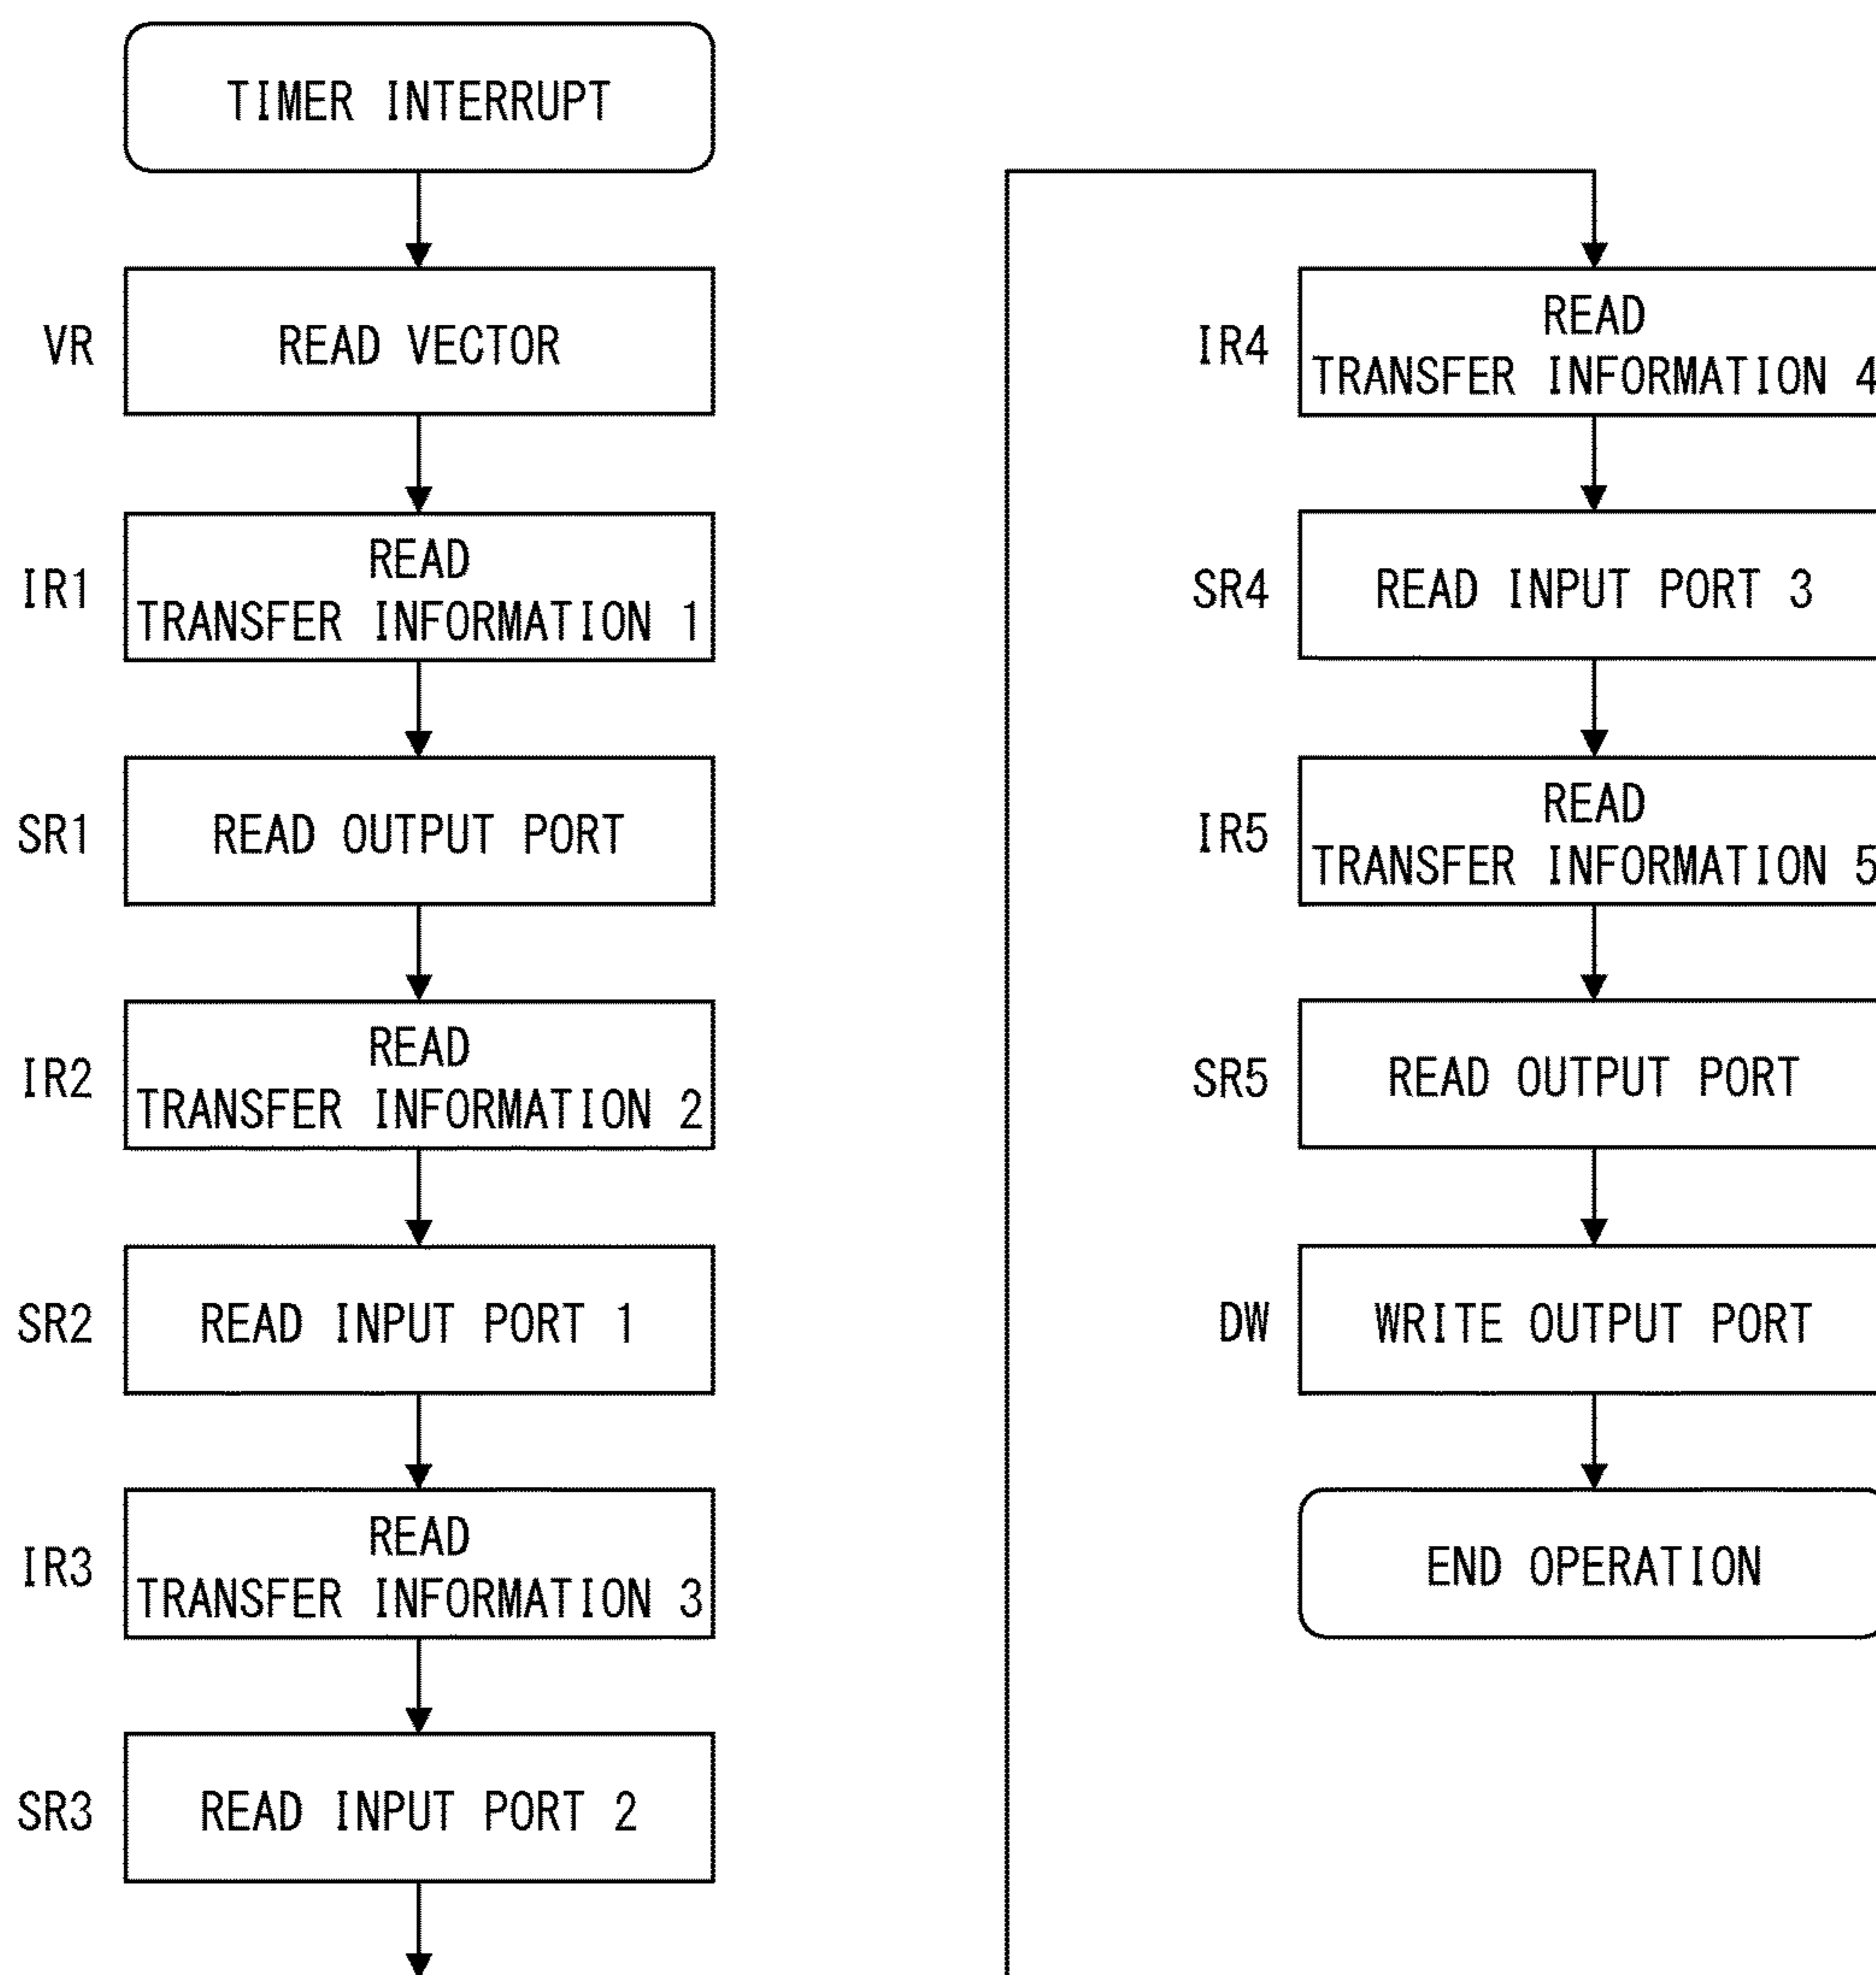 TIMER INTERRUPT
VR
READ VECTOR
IR1
READ
TRANSFER INFORMATION 1
SR1
READ OUTPUT PORT
IR2
READ
TRANSFER INFORMATION 2
SR2
READ INPUT PORT 1
IR3
READ
TRANSFER INFORMATION 3
SR3
READ INPUT PORT 2
IR4
READ
TRANSFER INFORMATION 4
SR4
READ INPUT PORT 3
IR5
READ
TRANSFER INFORMATION 5
SR5
READ OUTPUT PORT
DW
WRITE OUTPUT PORT
END OPERATION